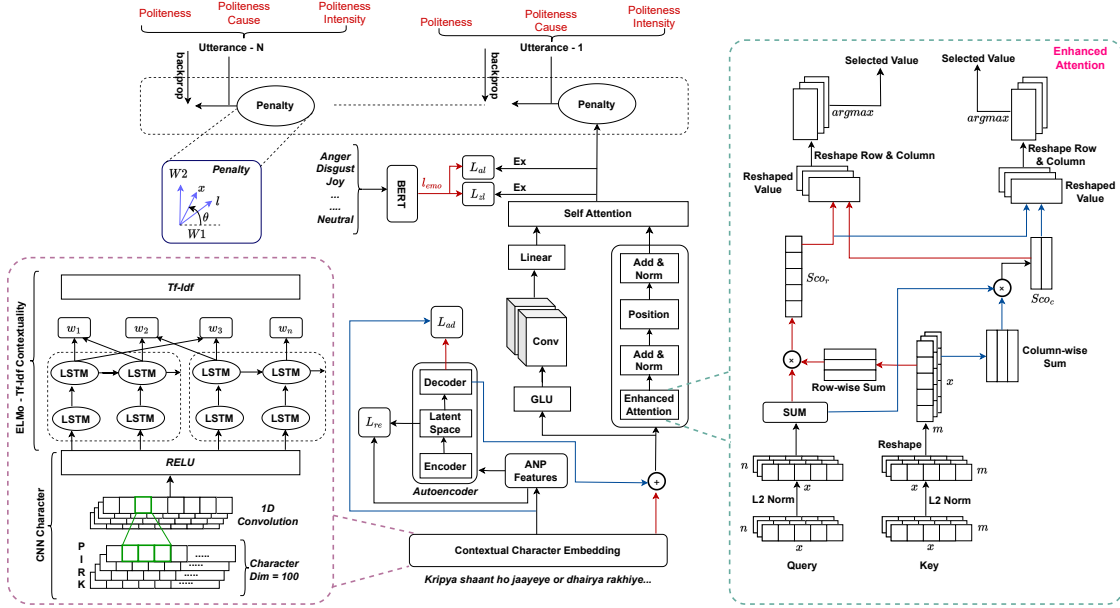 Politeness
Politeness
Cause
Politeness
Intensity
Politeness
Politeness
Cause
Politeness
Intensity
Utterance - N
Utterance - 1
backprop
backprop
Penalty
Penalty
Penalty
W2
x
l
θ
W1
Anger
Disgust
Joy
...
....
Neutral
BERT
l_emo
L_al
L_zl
Ex
Ex
Self Attention
Linear
Conv
GLU
Add &
Norm
Position
Add &
Norm
Enhanced
Attention
L_ad
L_re
Decoder
Latent
Space
Encoder
Autoencoder
ANP
Features
+
Contextual Character Embedding
Kripya shaant ho jaayeye or dhairya rakhiye...
ELMo - Tf-Idf Contextuality
Tf-Idf
w_1
w_2
w_3
w_n
LSTM
LSTM
LSTM
LSTM
LSTM
LSTM
LSTM
LSTM
RELU
CNN Character
1D
Convolution
P
I
R
K
.....
.....
.....
.....
Character
Dim = 100
Enhanced
Attention
Selected Value
Selected Value
argmax
argmax
Reshape Row & Column
Reshape Row
& Column
Reshaped
Value
Reshaped
Value
Sco_r
Sco_c
×
×
Row-wise Sum
Column-wise
Sum
x
m
SUM
Reshape
n
x
x
m
L2 Norm
L2 Norm
n
x
x
m
Query
Key